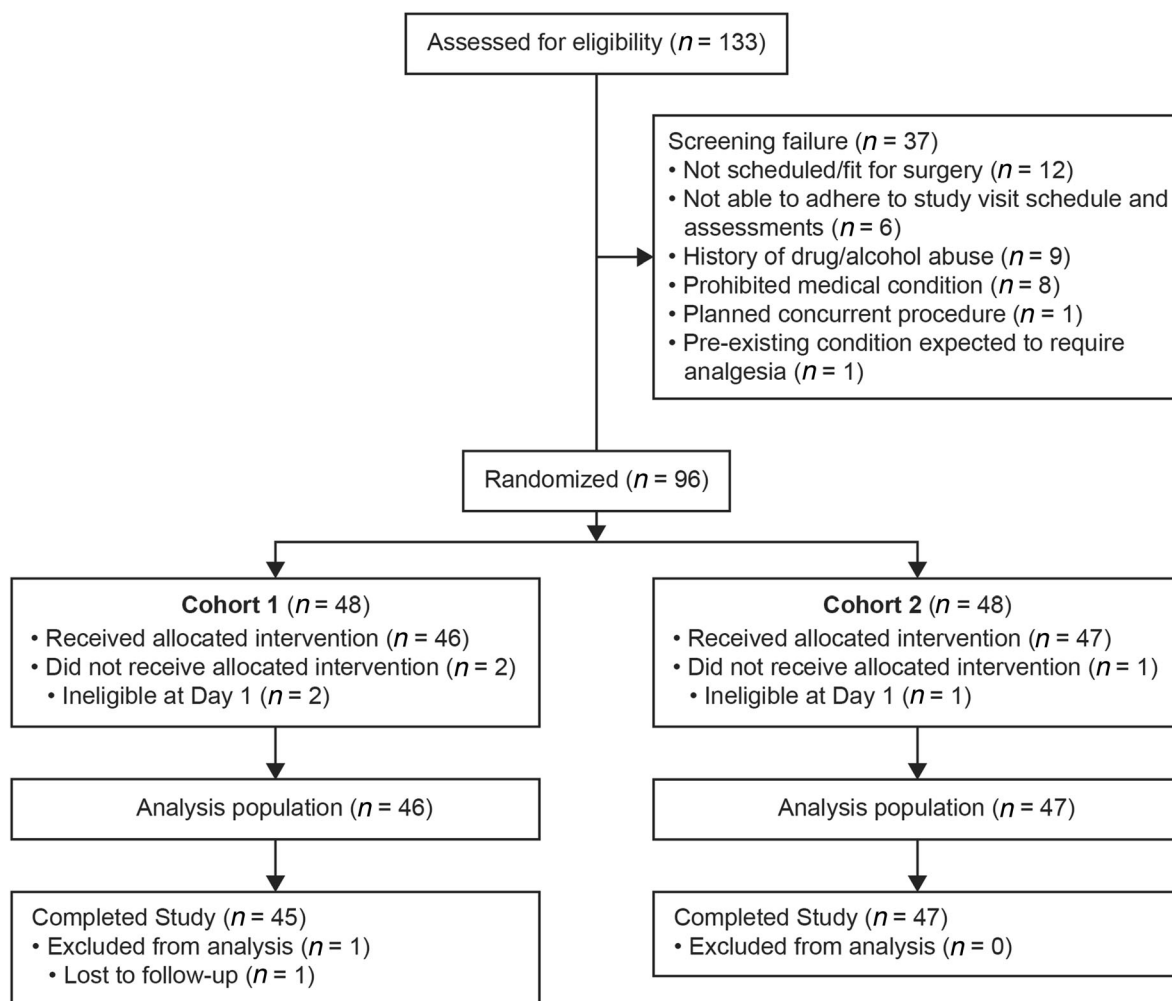 Assessed for eligibility (n = 133)
Screening failure (n = 37)
• Not scheduled/fit for surgery (n = 12)
• Not able to adhere to study visit schedule and
assessments (n = 6)
• History of drug/alcohol abuse (n = 9)
• Prohibited medical condition (n = 8)
• Planned concurrent procedure (n = 1)
• Pre-existing condition expected to require
analgesia (n = 1)
Randomized (n = 96)
Cohort 1 (n = 48)
• Received allocated intervention (n = 46)
• Did not receive allocated intervention (n = 2)
• Ineligible at Day 1 (n = 2)
Cohort 2 (n = 48)
• Received allocated intervention (n = 47)
• Did not receive allocated intervention (n = 1)
• Ineligible at Day 1 (n = 1)
Analysis population (n = 46)
Analysis population (n = 47)
Completed Study (n = 45)
• Excluded from analysis (n = 1)
• Lost to follow-up (n = 1)
Completed Study (n = 47)
• Excluded from analysis (n = 0)